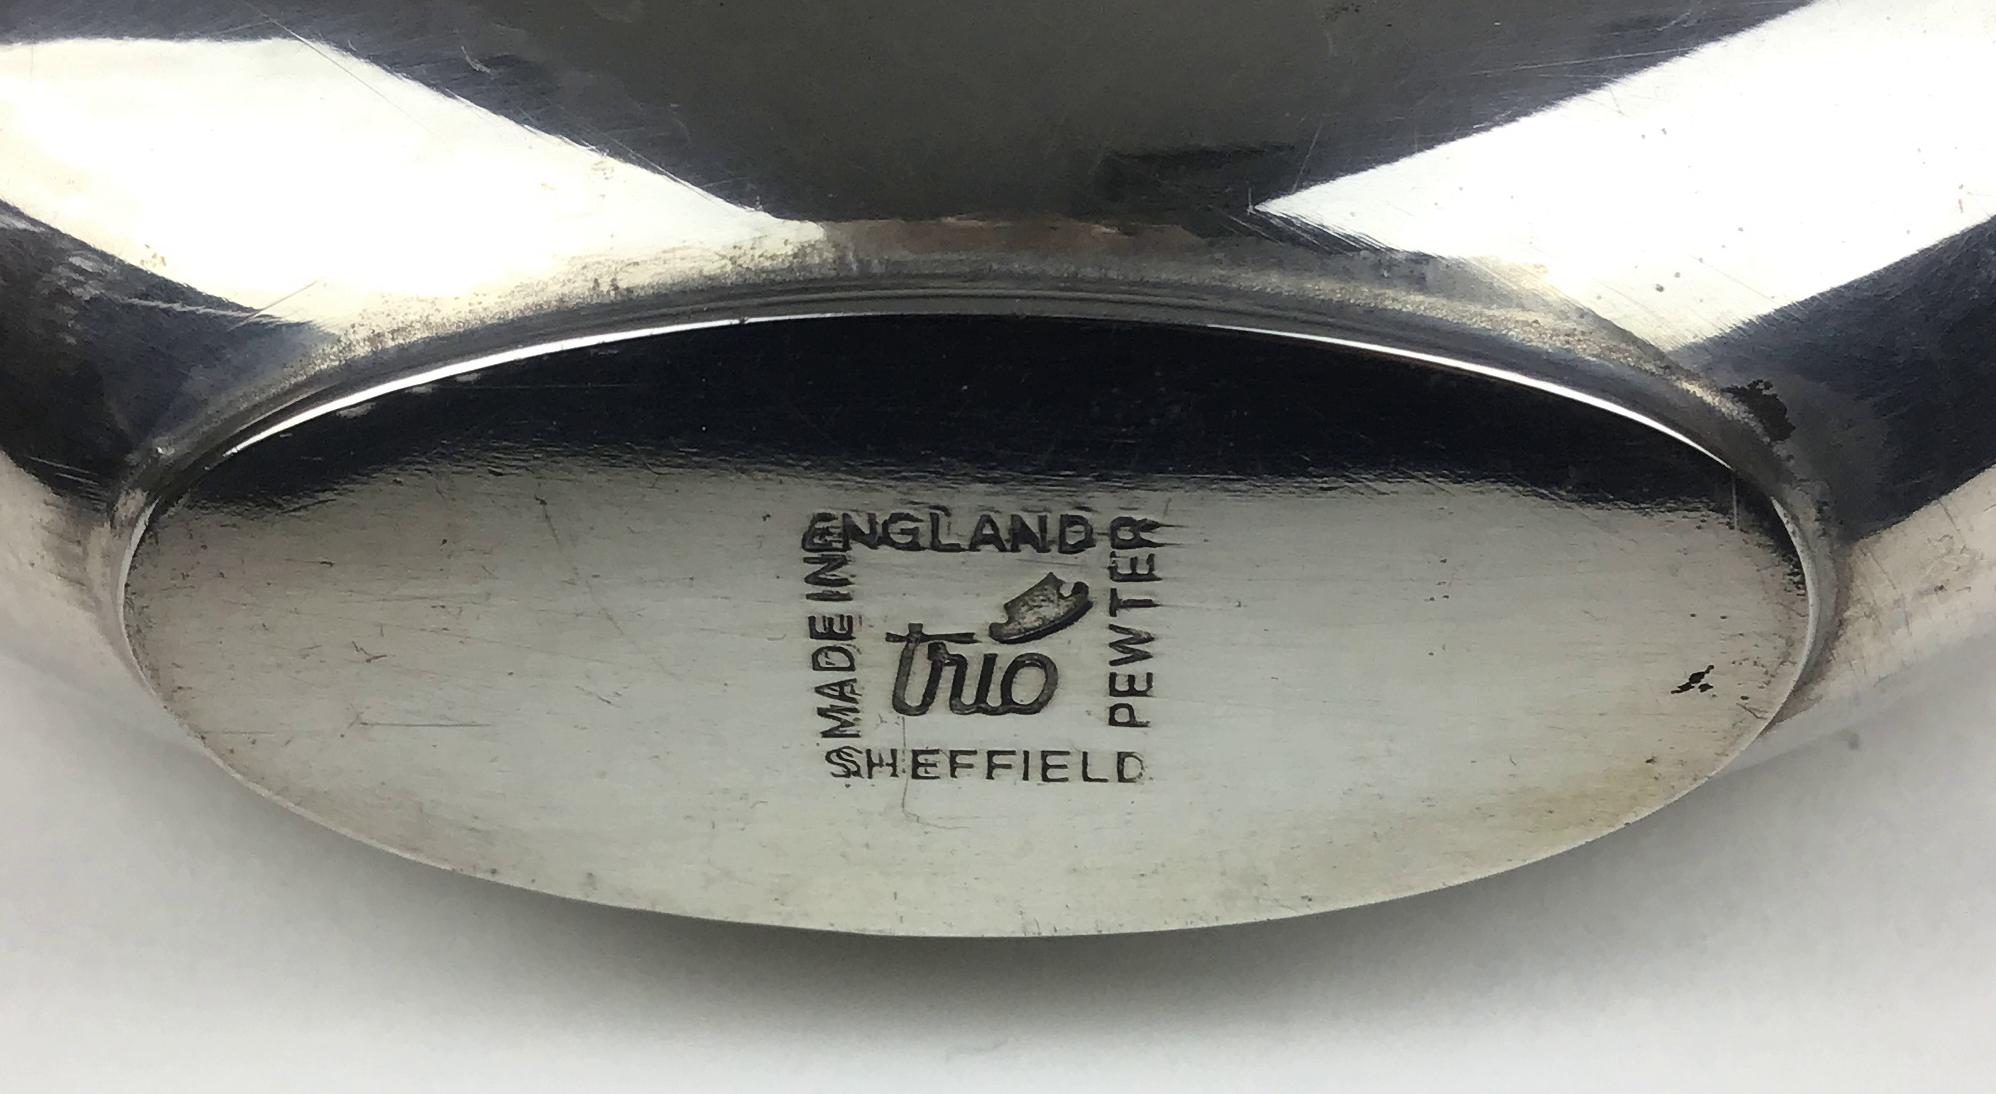 MADE IN
ENGLAND
PEWTER
SHEFFIELD
trio